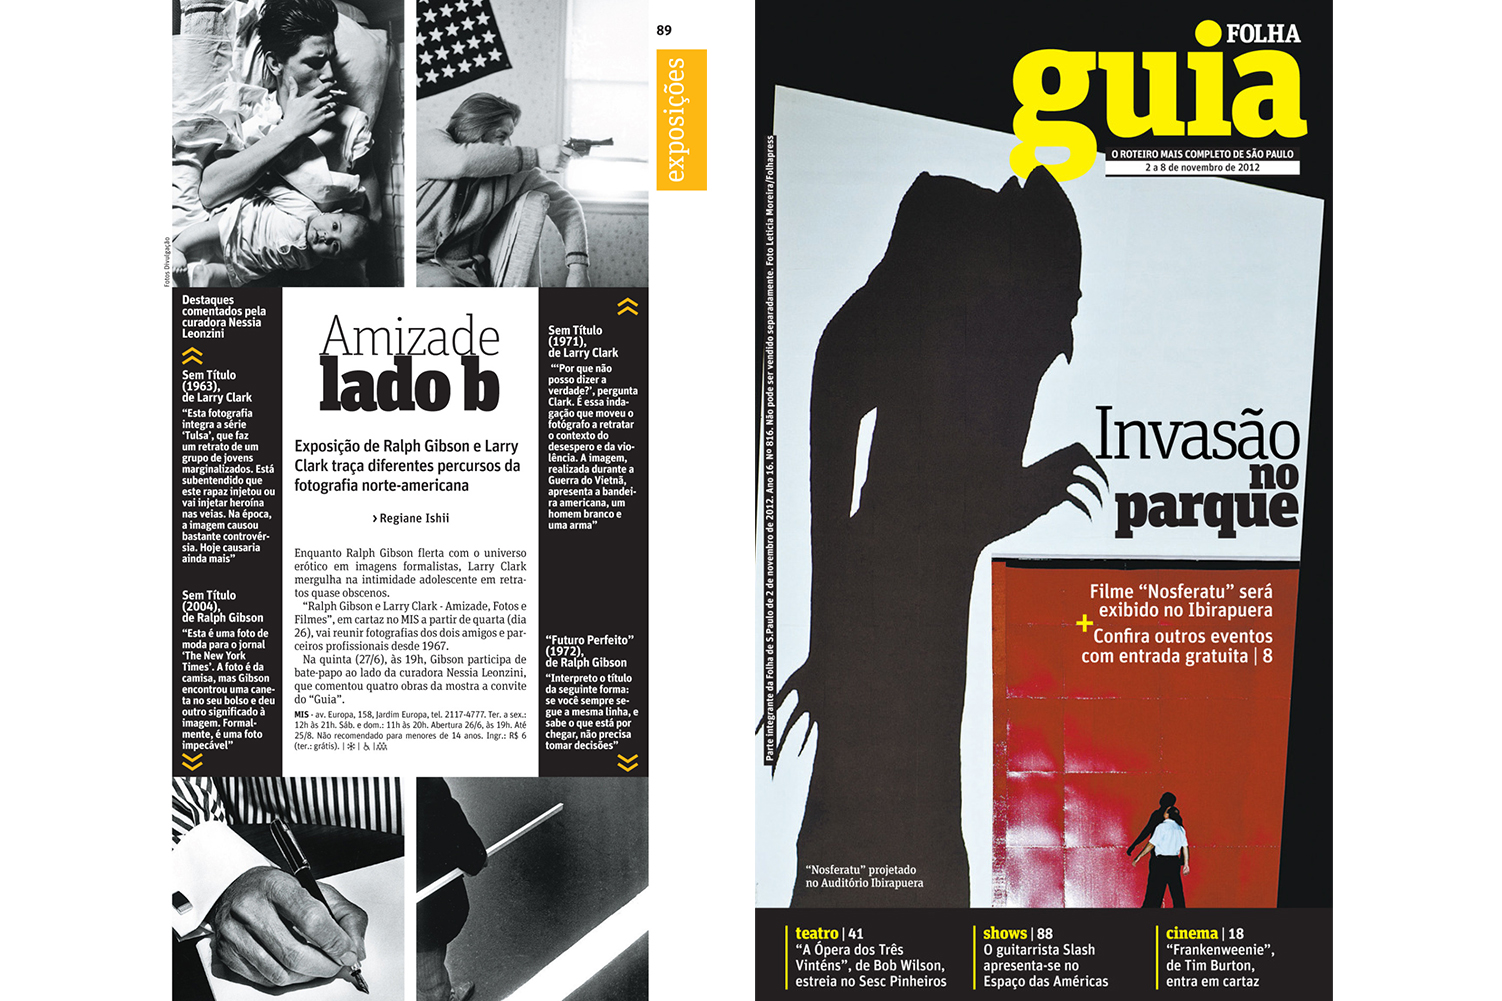 89
exposições
Fotos Divulgação
Destaques
comentados pela
curadora Nessia
Leonzini
Sem Título
(1963),
de Larry Clark
“Esta fotografia
integra a série
‘Tulsa’, que faz
um retrato de um
grupo de jovens
marginalizados. Está
subentendido que
este rapaz injetou ou
vai injetar heroína
nas veias. Na época,
a imagem causou
bastante controvér-
sia. Hoje causaria
ainda mais”
Sem Título
(2004),
de Ralph Gibson
“Esta é uma foto de
moda para o jornal
‘The New York
Times’. A foto é da
camisa, mas Gibson
encontrou uma cane-
ta no seu bolso e deu
outro significado à
imagem. Formal-
mente, é uma foto
impecável”
Amizade
lado b
Exposição de Ralph Gibson e Larry
Clark traça diferentes percursos da
fotografia norte-americana
> Regiane Ishii
Enquanto Ralph Gibson flerta com o universo
erótico em imagens formalistas, Larry Clark
mergulha na intimidade adolescente em retra-
tos quase obscenos.
“Ralph Gibson e Larry Clark - Amizade, Fotos e
Filmes”, em cartaz no MIS a partir de quarta (dia
26), vai reunir fotografias dos dois amigos e par-
ceiros profissionais desde 1967.
Na quinta (27/6), às 19h, Gibson participa de
bate-papo ao lado da curadora Nessia Leonzini,
que comentou quatro obras da mostra a convite
do “Guia”.
MIS - av. Europa, 158, Jardim Europa, tel. 2117-4777. Ter. a sex.:
12h às 21h. Sáb. e dom.: 11h às 20h. Abertura 26/6, às 19h. Até
25/8. Não recomendado para menores de 14 anos. Ingr.: R$ 6
(ter.: grátis). | | |
Sem Título
(1971),
de Larry Clark
“‘Por que não
posso dizer a
verdade?’, pergunta
Clark. É essa inda-
gação que moveu o
fotógrafo a retratar
o contexto do
desespero e da vio-
lência. A imagem,
realizada durante a
Guerra do Vietnã,
apresenta a bandei-
ra americana, um
homem branco e
uma arma”
“Futuro Perfeito”
(1972),
de Ralph Gibson
“Interpreto o título
da seguinte forma:
se você sempre se-
gue a mesma linha, e
sabe o que está por
chegar, não precisa
tomar decisões”
FOLHA
guia
O ROTEIRO MAIS COMPLETO DE SÃO PAULO
2 a 8 de novembro de 2012
Parte integrante da Folha de S.Paulo de 2 de novembro de 2012. Ano 16. Nº 816. Não pode ser vendido separadamente. Foto Leticia Moreira/Folhapress
Invasão
no
parque
Filme “Nosferatu” será
exibido no Ibirapuera
+
Confira outros eventos
com entrada gratuita | 8
“Nosferatu” projetado
no Auditório Ibirapuera
teatro | 41
“A Ópera dos Três
Vinténs”, de Bob Wilson,
estreia no Sesc Pinheiros
shows | 88
O guitarrista Slash
apresenta-se no
Espaço das Américas
cinema | 18
“Frankenweenie”,
de Tim Burton,
entra em cartaz